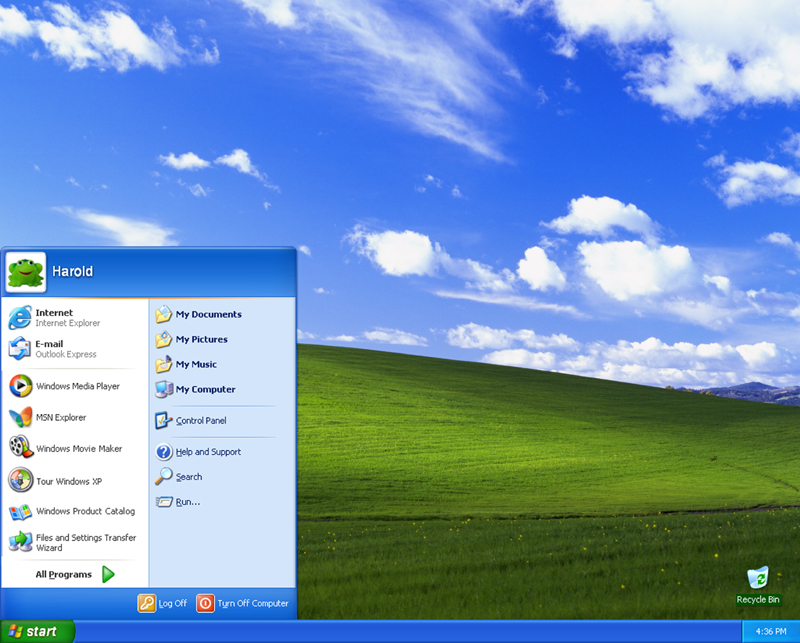 Harold
Internet
Internet Explorer
E-mail
Outlook Express
Windows Media Player
MSN Explorer
Windows Movie Maker
Tour Windows XP
Windows Product Catalog
Files and Settings Transfer
Wizard
All Programs
My Documents
My Pictures
My Music
My Computer
Control Panel
Help and Support
Search
Run...
Log Off
Turn Off Computer
Recycle Bin
start
4:36 PM